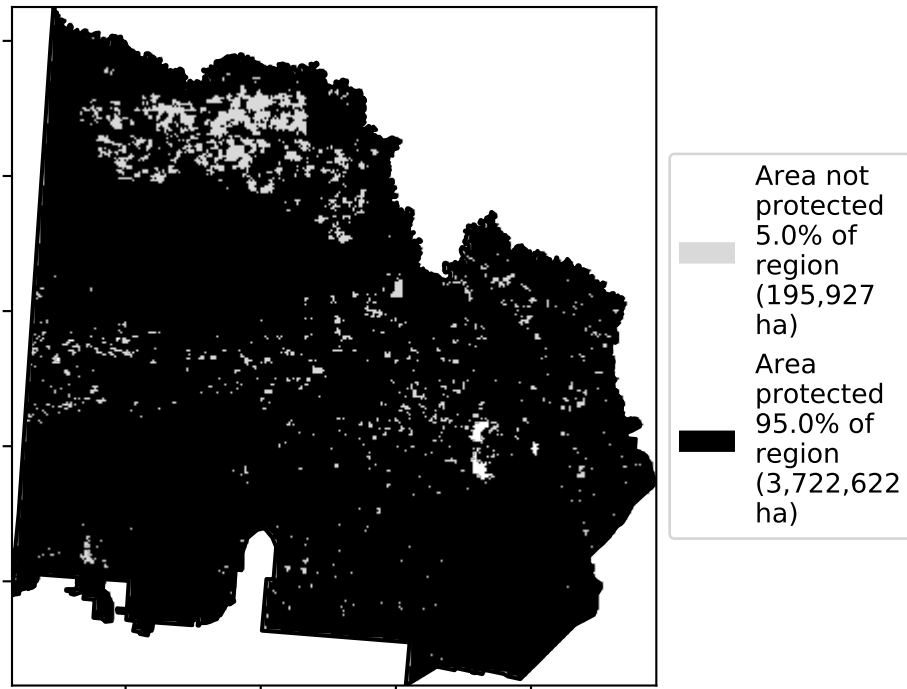 Area not
protected
5.0% of
region
(195,927
ha)
Area
protected
95.0% of
region
(3,722,622
ha)